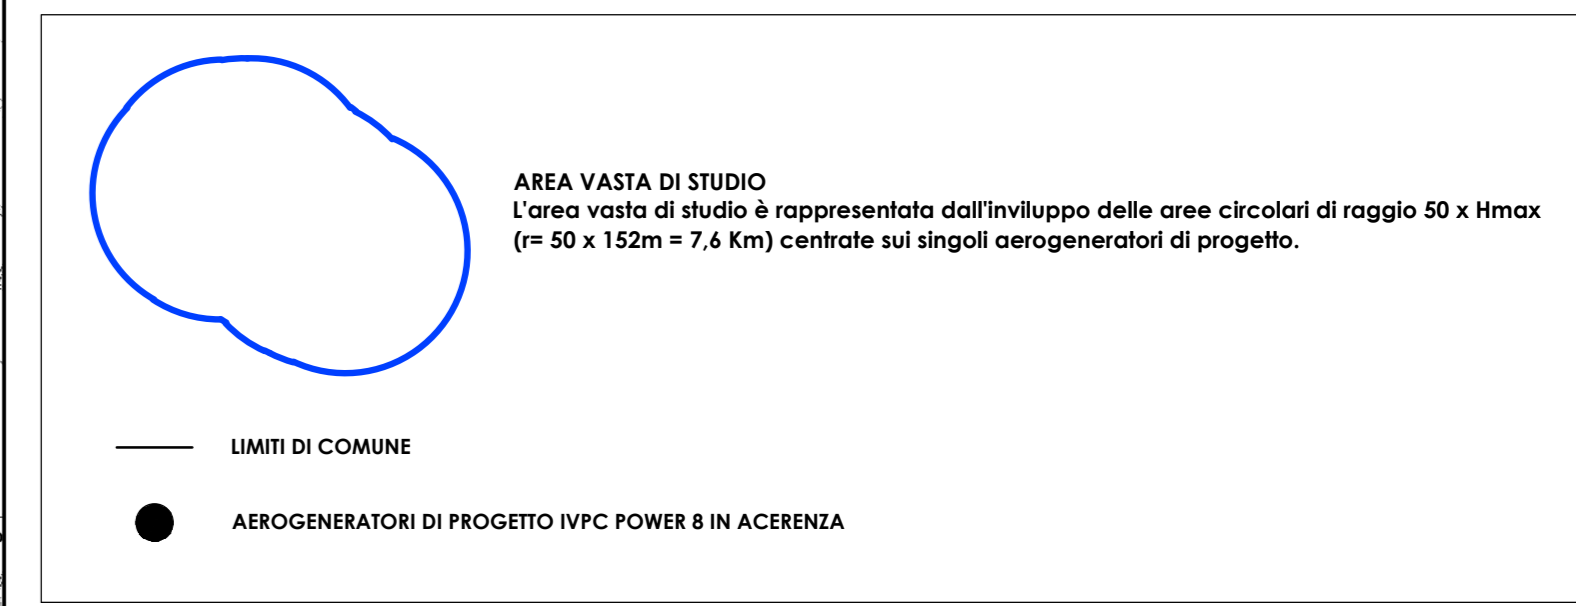 AREA VASTA DI STUDIO
L'area vasta di studio è rappresentata dall'inviluppo delle aree circolari di raggio 50 x Hmax
(r= 50 x 152m = 7,6 Km) centrate sui singoli aerogeneratori di progetto.
LIMITI DI COMUNE
AEROGENERATORI DI PROGETTO IVPC POWER 8 IN ACERENZA